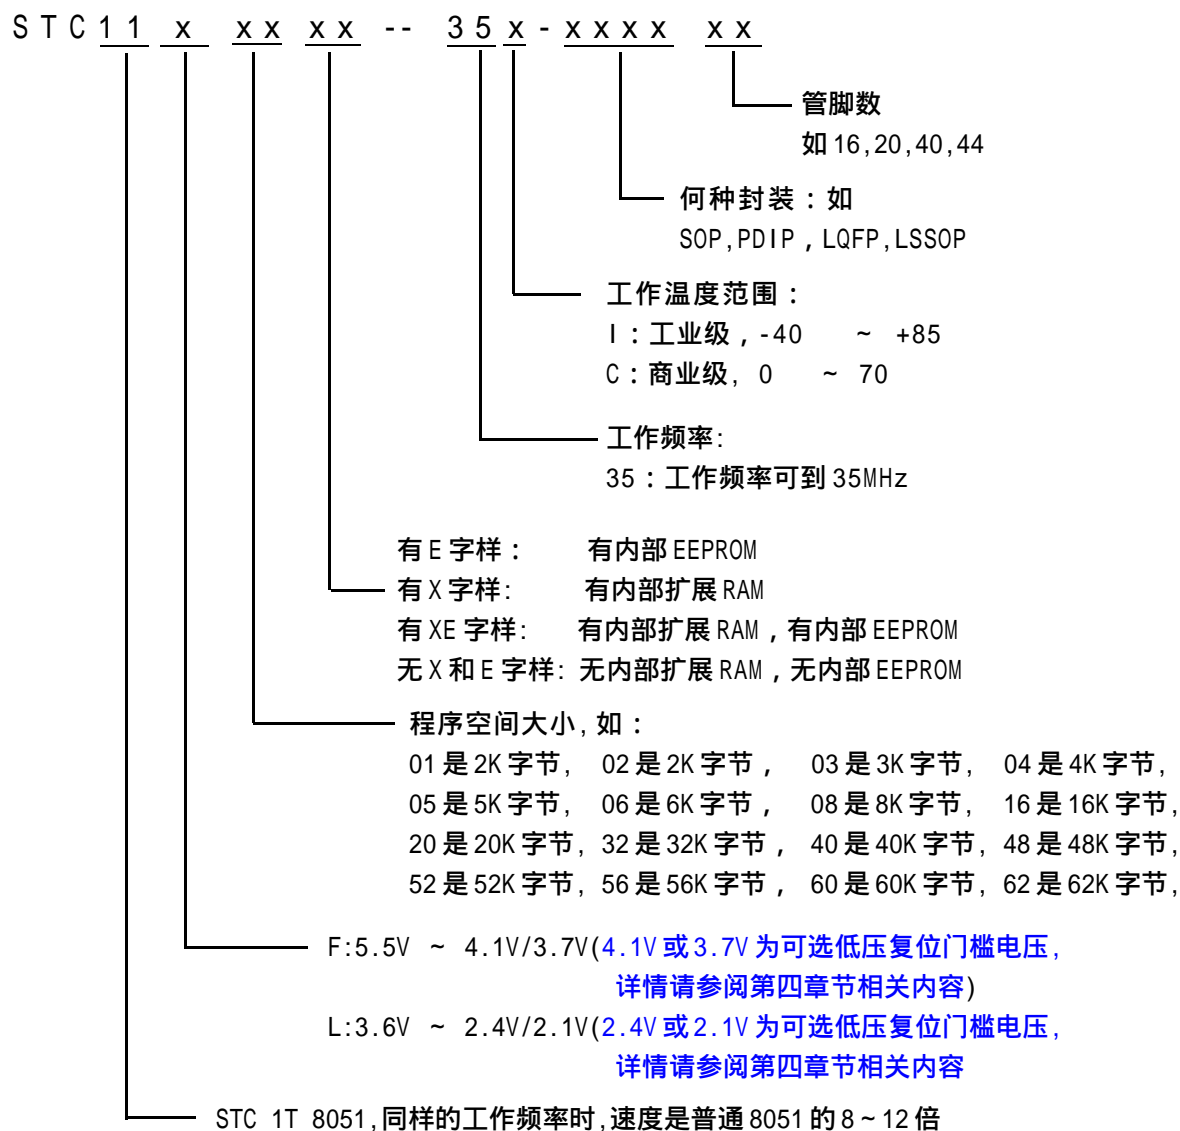 STC11 x xx xx -- 35x-xxxx xx
管脚数
如16,20,40,44
何种封装：如
SOP,PDIP，LQFP,LSSOP
工作温度范围：
I：工业级，-40 ~ +85
C：商业级, 0 ~ 70
工作频率:
35：工作频率可到35MHz
有E字样： 有内部EEPROM
有X字样: 有内部扩展RAM
有XE字样: 有内部扩展RAM，有内部EEPROM
无X和E字样: 无内部扩展RAM，无内部EEPROM
程序空间大小,如：
01是2K字节, 02是2K字节， 03是3K字节, 04是4K字节,
05是5K字节, 06是6K字节， 08是8K字节, 16是16K字节,
20是20K字节, 32是32K字节， 40是40K字节, 48是48K字节,
52是52K字节, 56是56K字节， 60是60K字节, 62是62K字节,
F:5.5V ~ 4.1V/3.7V(4.1V或3.7V为可选低压复位门槛电压,
详情请参阅第四章节相关内容)
L:3.6V ~ 2.4V/2.1V(2.4V或2.1V为可选低压复位门槛电压,
详情请参阅第四章节相关内容
STC 1T 8051,同样的工作频率时,速度是普通8051的8~12倍